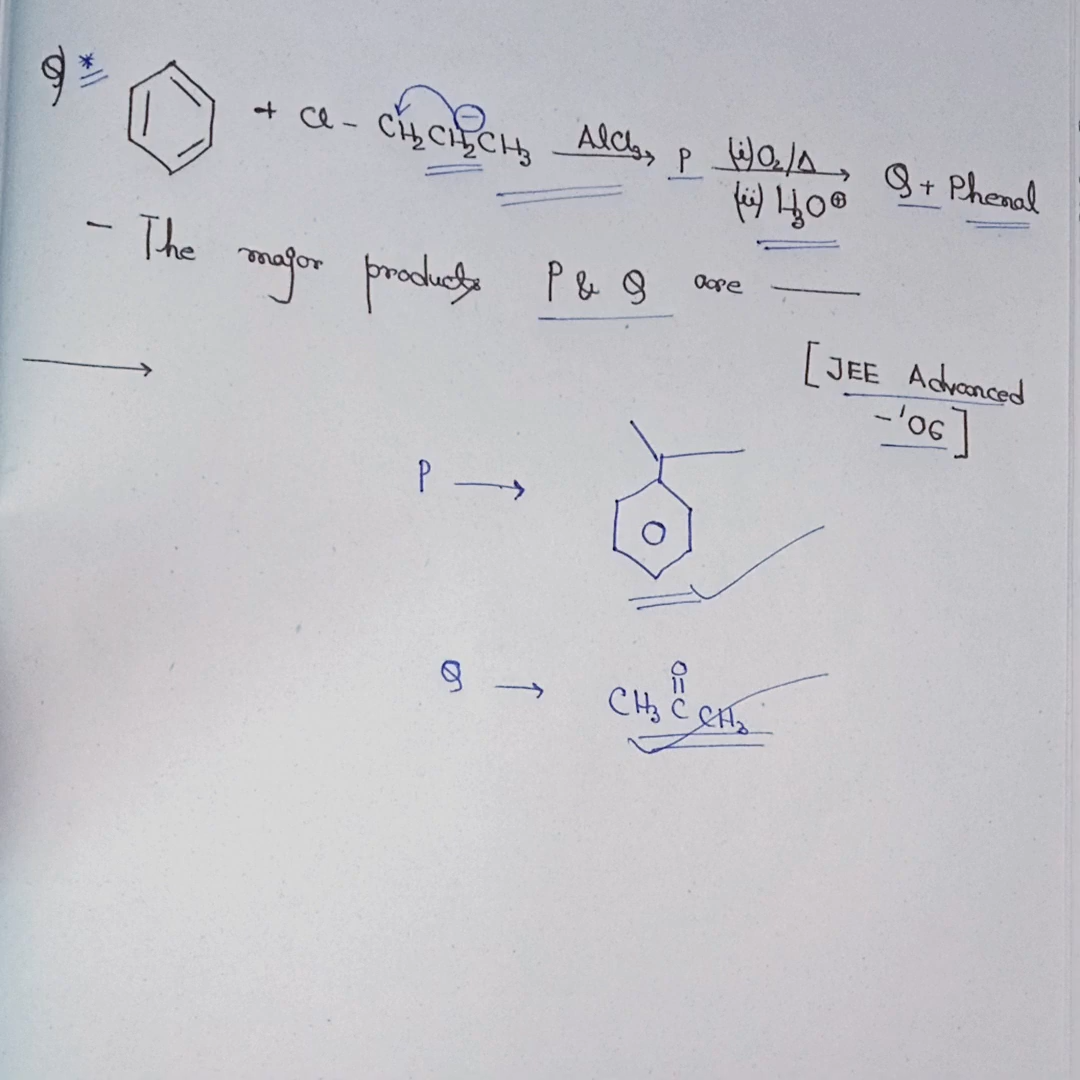 Q) *
+ Cl - CH₂CH₂CH₃ AlCl₃ P (i) O₂/Δ (ii) H₃O⊕ Q + Phenol
- The major products P & Q are ___
[JEE Advanced
-'06]
P →
Q → CH₃ C CH₃
O